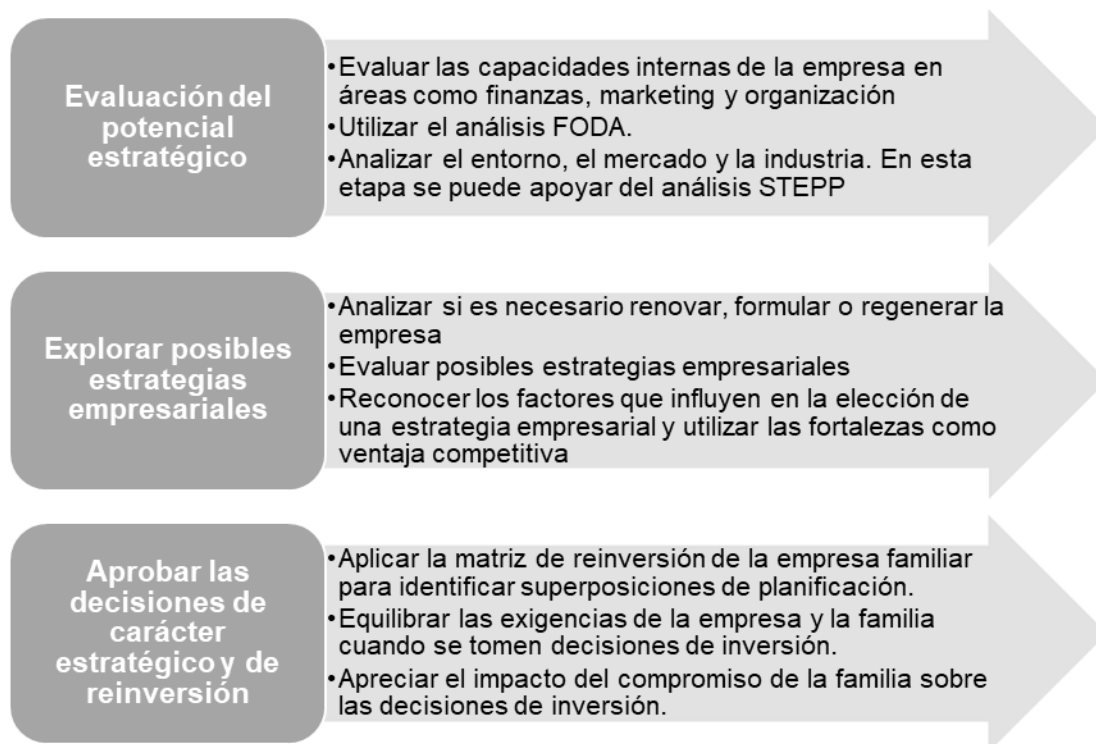 Evaluación del
potencial
estratégico
•Evaluar las capacidades internas de la empresa en
áreas como finanzas, marketing y organización
•Utilizar el análisis FODA.
•Analizar el entorno, el mercado y la industria. En esta
etapa se puede apoyar del análisis STEPP
Explorar posibles
estrategias
empresariales
•Analizar si es necesario renovar, formular o regenerar la
empresa
•Evaluar posibles estrategias empresariales
•Reconocer los factores que influyen en la elección de
una estrategia empresarial y utilizar las fortalezas como
ventaja competitiva
Aprobar las
decisiones de
carácter
estratégico y de
reinversión
•Aplicar la matriz de reinversión de la empresa familiar
para identificar superposiciones de planificación.
•Equilibrar las exigencias de la empresa y la familia
cuando se tomen decisiones de inversión.
•Apreciar el impacto del compromiso de la familia sobre
las decisiones de inversión.